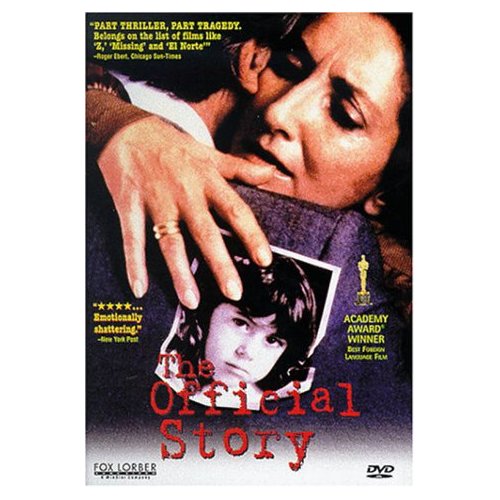 "PART THRILLER, PART TRAGEDY.
Belongs on the list of films like
'Z,' 'Missing' and 'El Norte'"
–Roger Ebert, Chicago Sun-Times
ACADEMY
AWARD®
WINNER
BEST FOREIGN
LANGUAGE FILM
"★★★★...
Emotionally
shattering."
–New York Post
The
Official
Story
FOX LORBER
A WinStar Company
DVD